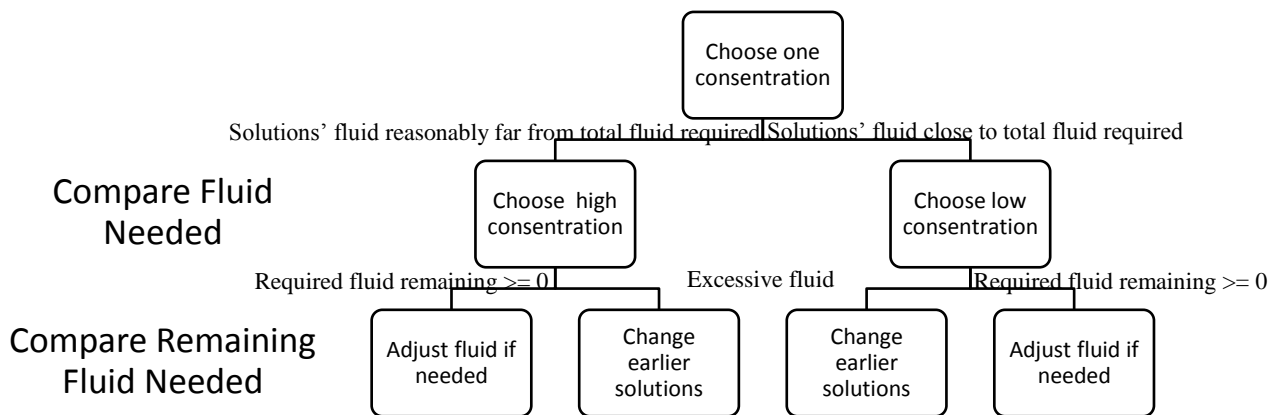 Choose one
consentration
Solutions’ fluid reasonably far from total fluid required
Solutions’ fluid close to total fluid required
Compare Fluid
Needed
Choose high
consentration
Choose low
consentration
Required fluid remaining >= 0
Excessive fluid
Required fluid remaining >= 0
Compare Remaining
Fluid Needed
Adjust fluid if
needed
Change
earlier
solutions
Change
earlier
solutions
Adjust fluid if
needed